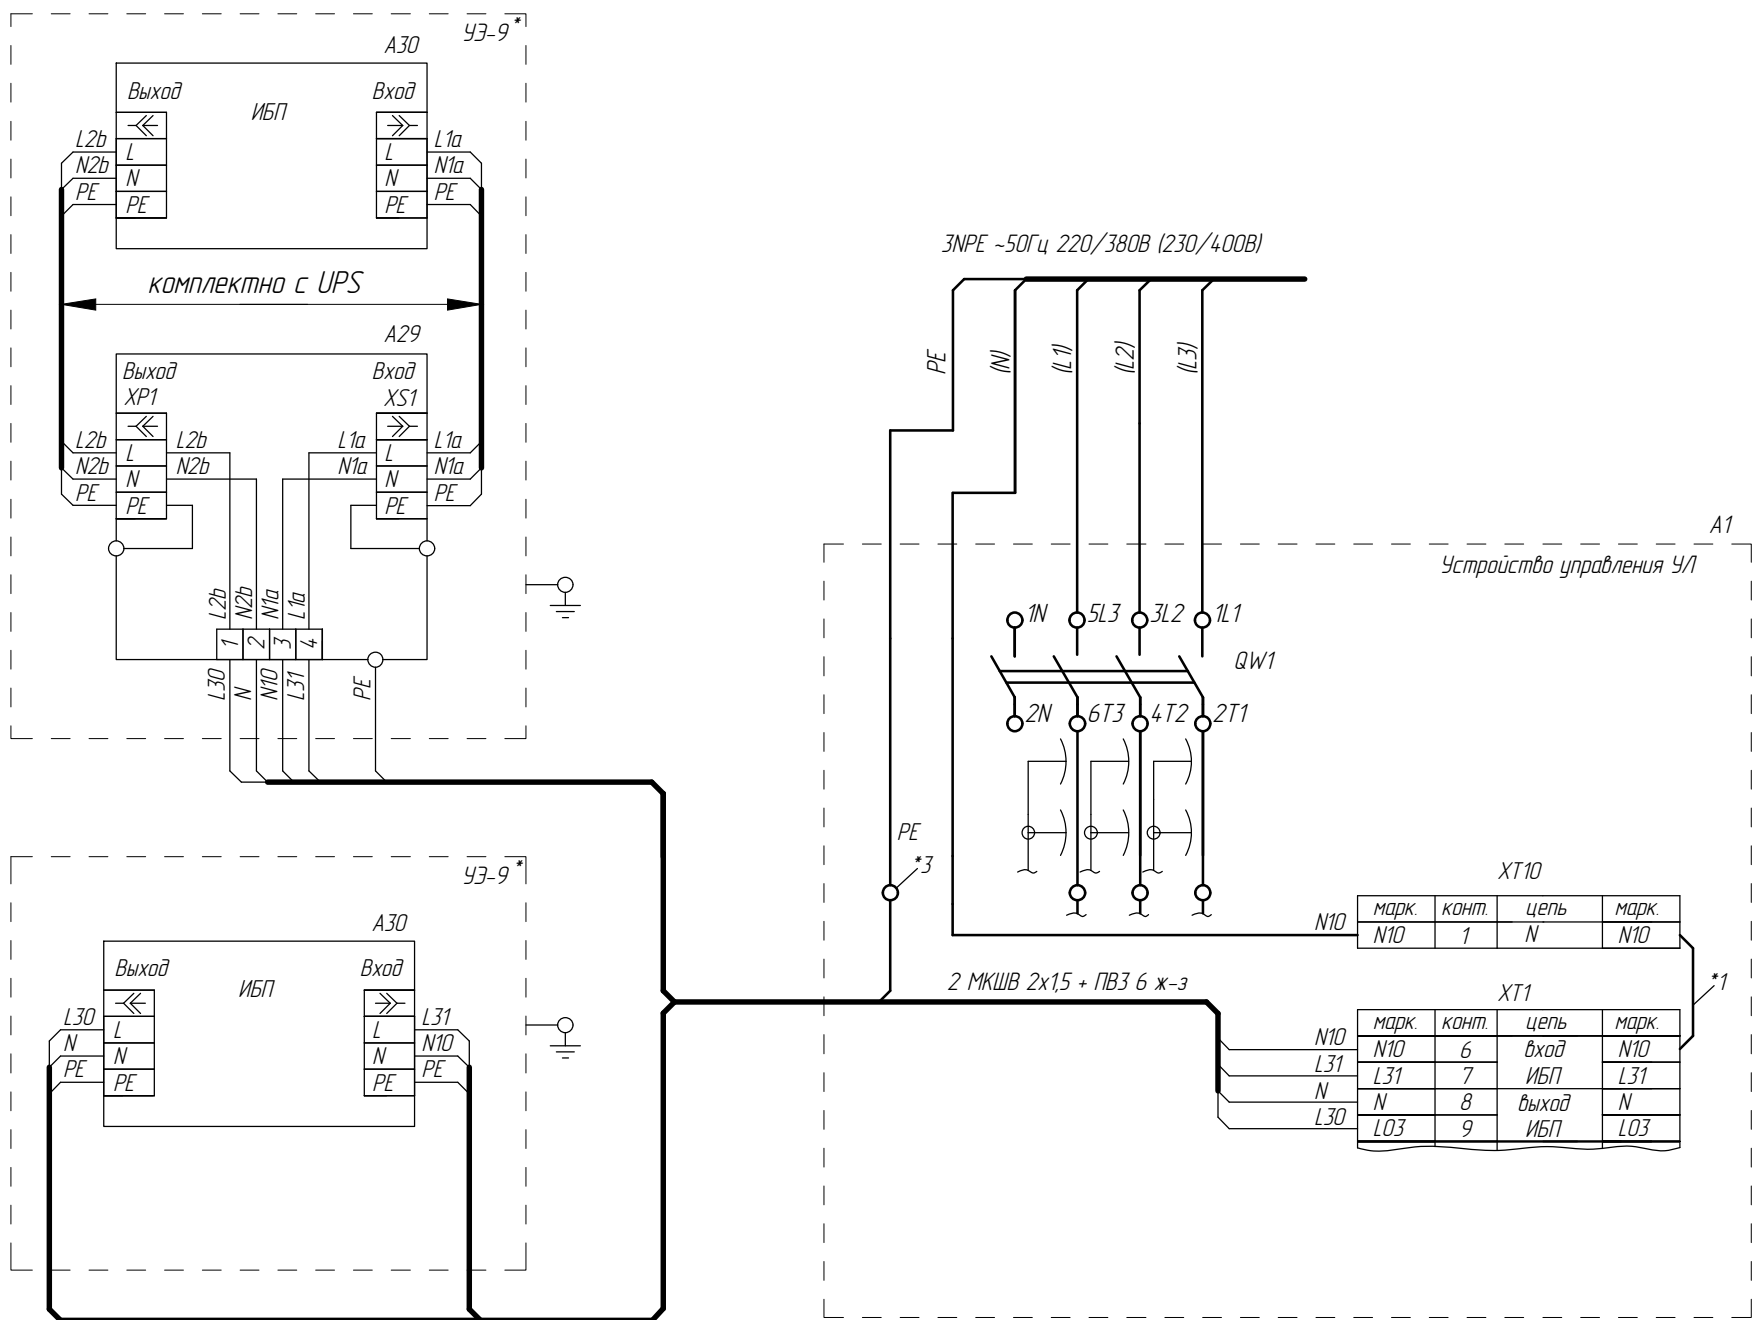 УЭ-9*
А30
Выход ИБП Вход
L2b L L L1a
N2b N N N1a
PE PE PE PE
комплектно с UPS
А29
Выход Вход
XP1 XS1
L2b L L2b L1a L L1a
N2b N N2b N1a N N1a
PE PE PE PE
L2b N2b N1a L1a
1 2 3 4
L30 N N10 L31 PE
УЭ-9*
А30
Выход ИБП Вход
L30 L L L31
N N N N10
PE PE PE PE
3NPE ~50Гц 220/380В (230/400В)
PE (N) (L1) (L2) (L3)
А1
Устройство управления УЛ
1N 5L3 3L2 1L1
QW1
2N 6T3 4T2 2T1
PE
*3
XT10
марк. конт. цепь марк.
N10 N10 1 N N10
*1
2 МКШВ 2х1,5 + ПВ3 6 ж-з
XT1
марк. конт. цепь марк.
N10 N10 6 вход N10
L31 L31 7 ИБП L31
N N 8 выход N
L30 L03 9 ИБП L03